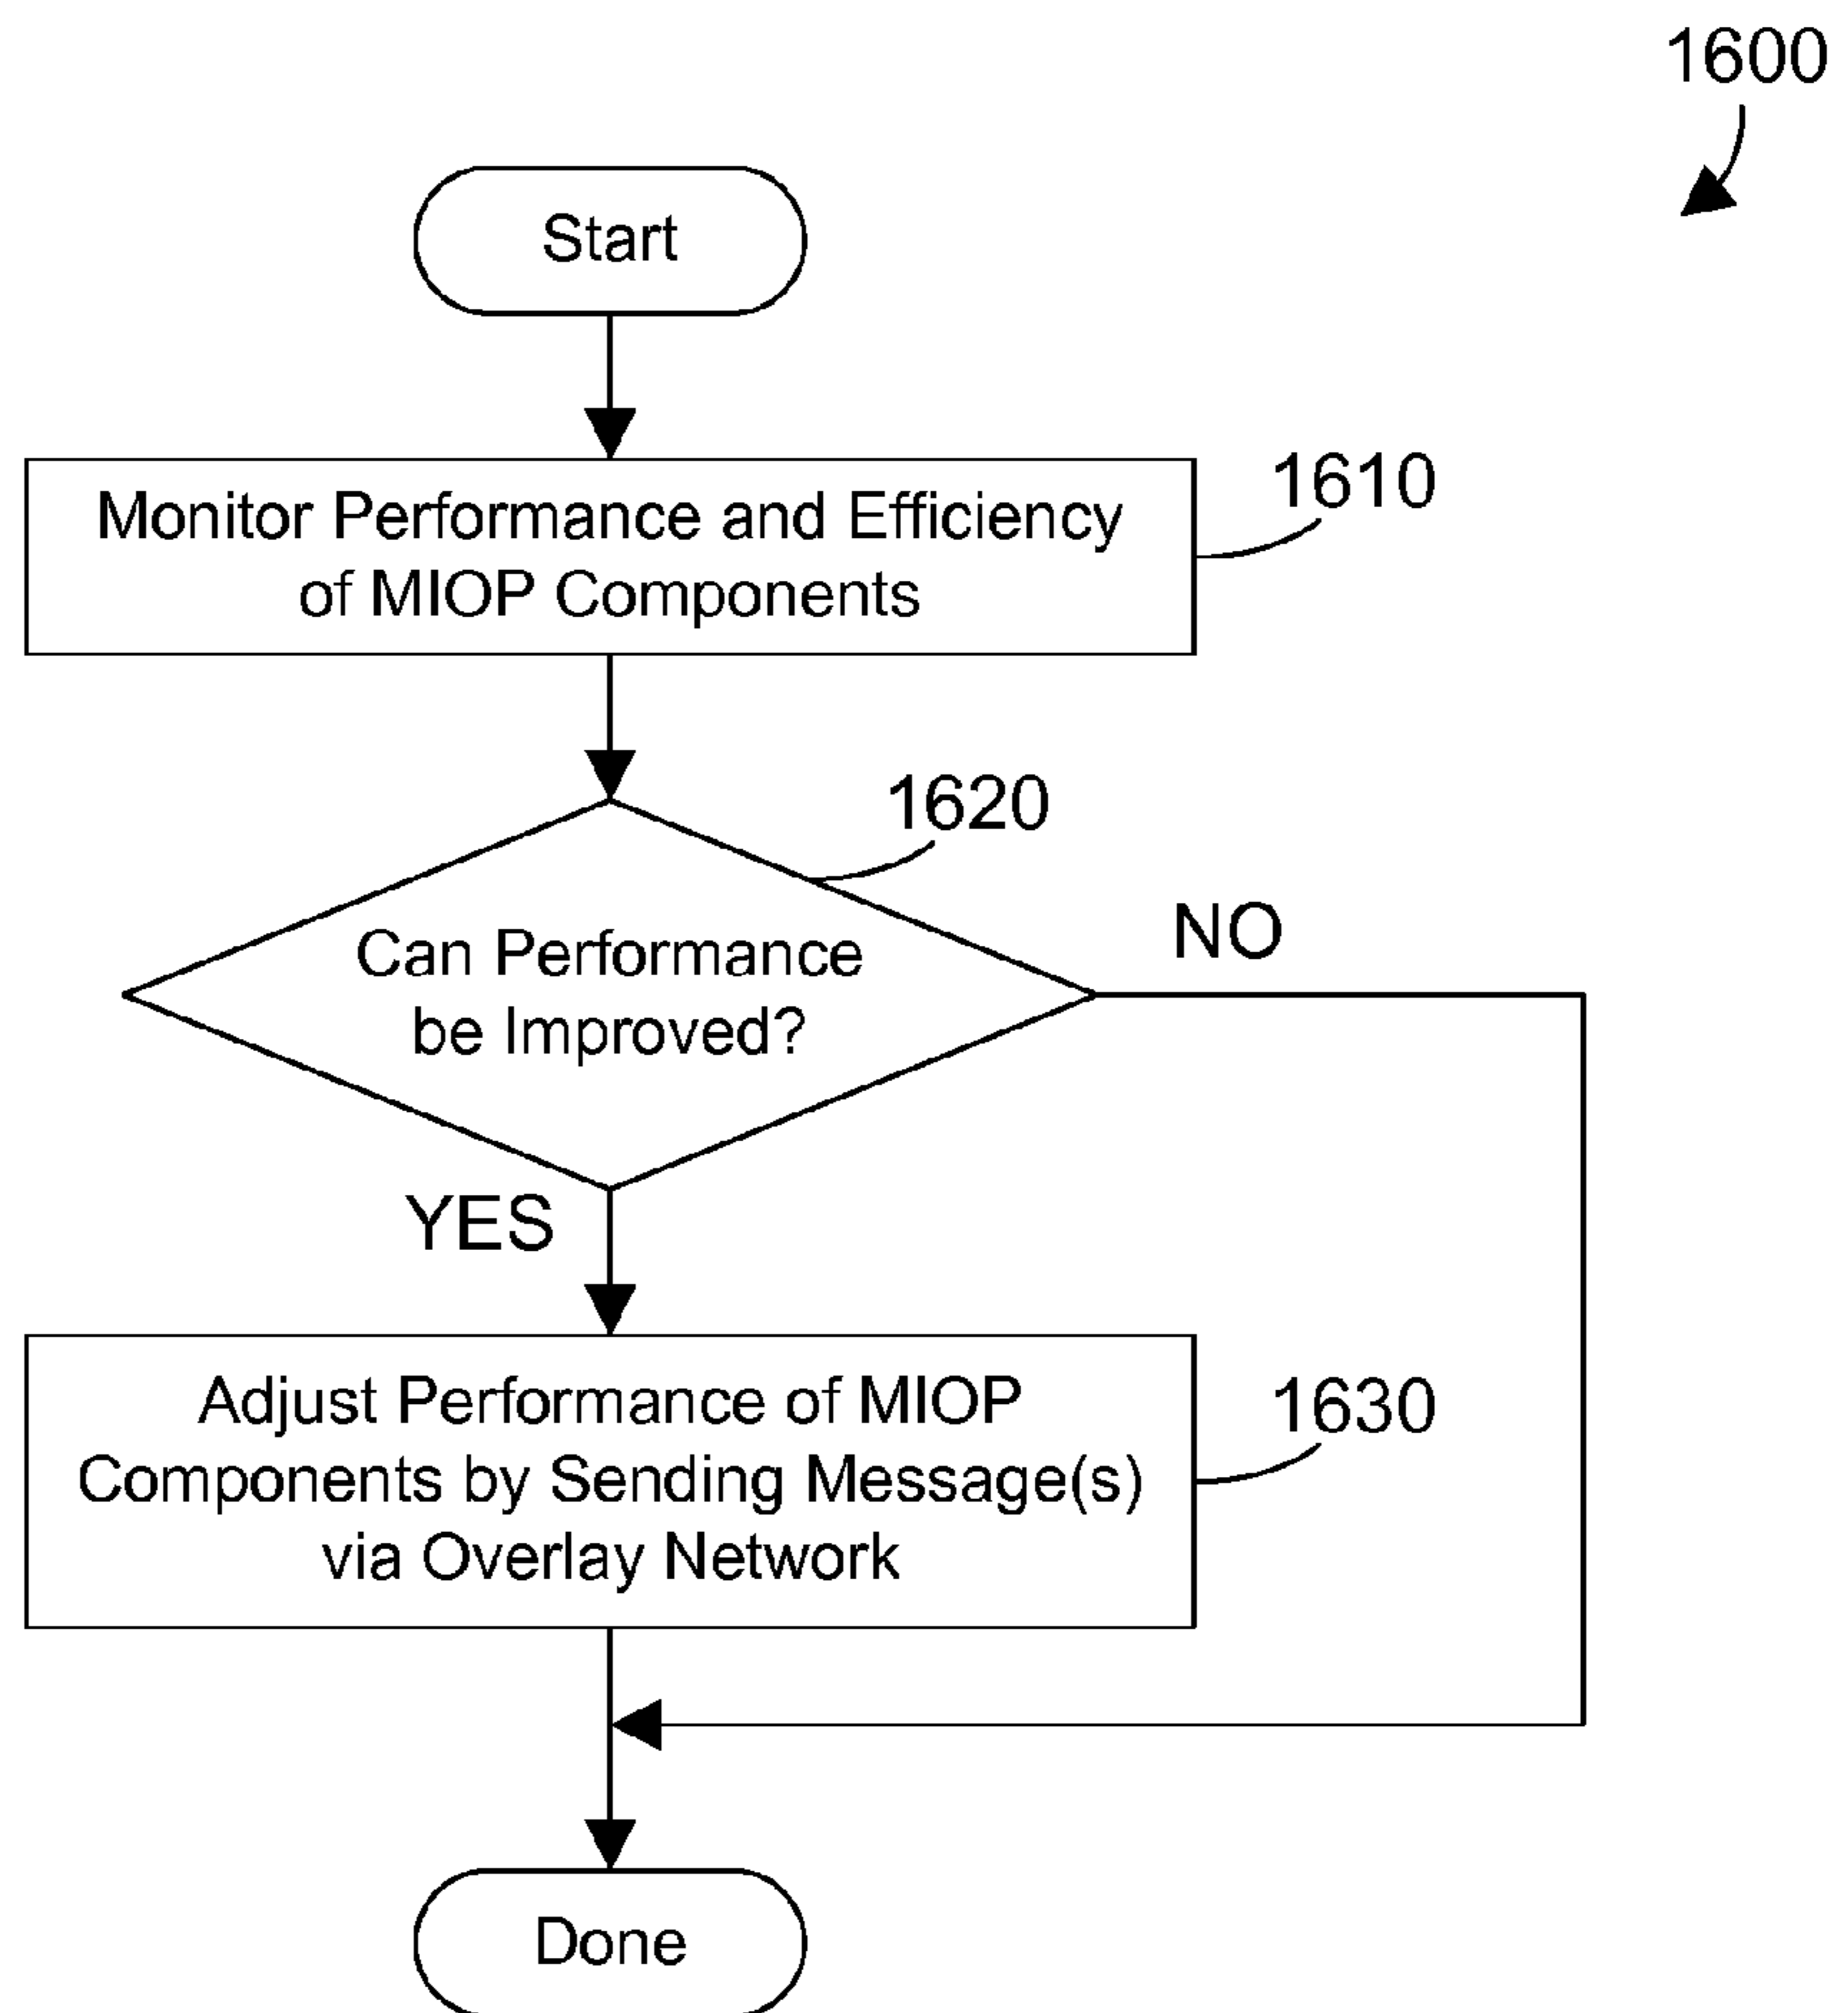 1600
Start
Monitor Performance and Efficiency
of MIOP Components
1610
1620
Can Performance
be Improved?
NO
YES
Adjust Performance of MIOP
Components by Sending Message(s)
via Overlay Network
1630
Done